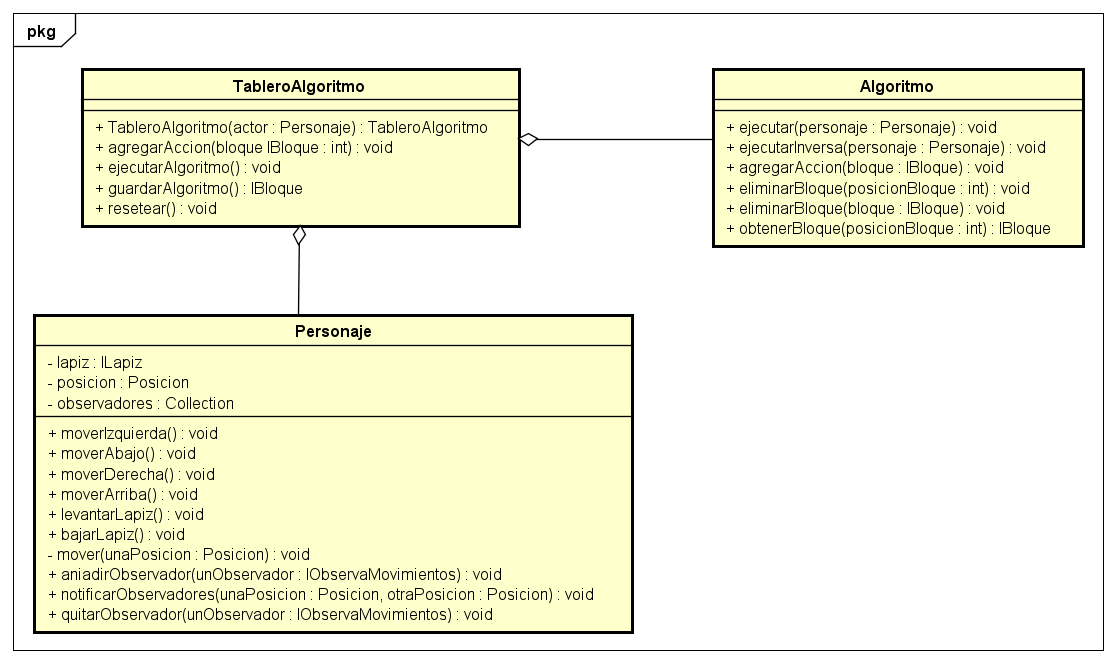 pkg
TableroAlgoritmo
+ TableroAlgoritmo(actor : Personaje) : TableroAlgoritmo
+ agregarAccion(bloque IBloque : int) : void
+ ejecutarAlgoritmo() : void
+ guardarAlgoritmo() : IBloque
+ resetear() : void
Algoritmo
+ ejecutar(personaje : Personaje) : void
+ ejecutarInversa(personaje : Personaje) : void
+ agregarAccion(bloque : IBloque) : void
+ eliminarBloque(posicionBloque : int) : void
+ eliminarBloque(bloque : IBloque) : void
+ obtenerBloque(posicionBloque : int) : IBloque
Personaje
- lapiz : ILapiz
- posicion : Posicion
- observadores : Collection
+ moverIzquierda() : void
+ moverAbajo() : void
+ moverDerecha() : void
+ moverArriba() : void
+ levantarLapiz() : void
+ bajarLapiz() : void
- mover(unaPosicion : Posicion) : void
+ aniadirObservador(unObservador : IObservaMovimientos) : void
+ notificarObservadores(unaPosicion : Posicion, otraPosicion : Posicion) : void
+ quitarObservador(unObservador : IObservaMovimientos) : void